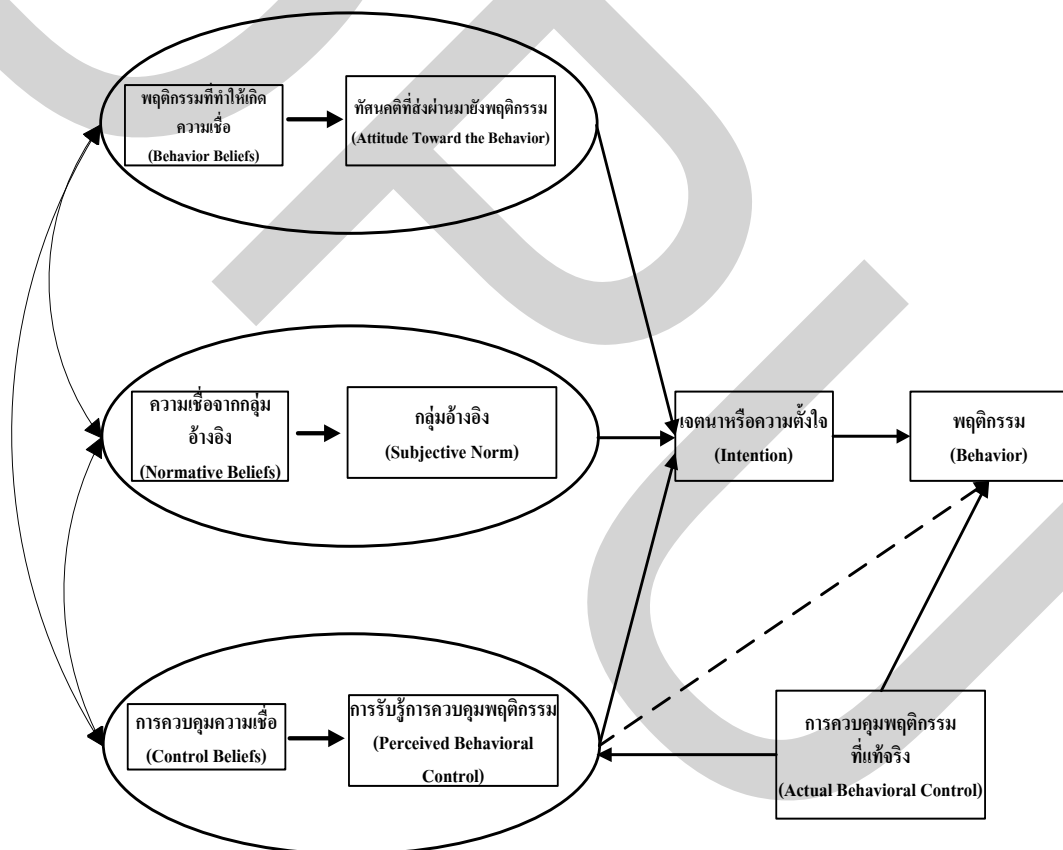 พฤติกรรมที่ทำให้เกิด
ความเชื่อ
(Behavior Beliefs)
ทัศนคติที่ส่งผ่านมายังพฤติกรรม
(Attitude Toward the Behavior)
ความเชื่อจากกลุ่ม
อ้างอิง
(Normative Beliefs)
กลุ่มอ้างอิง
(Subjective Norm)
เจตนาหรือความตั้งใจ
(Intention)
พฤติกรรม
(Behavior)
การควบคุมความเชื่อ
(Control Beliefs)
การรับรู้การควบคุมพฤติกรรม
(Perceived Behavioral
Control)
การควบคุมพฤติกรรม
ที่แท้จริง
(Actual Behavioral Control)